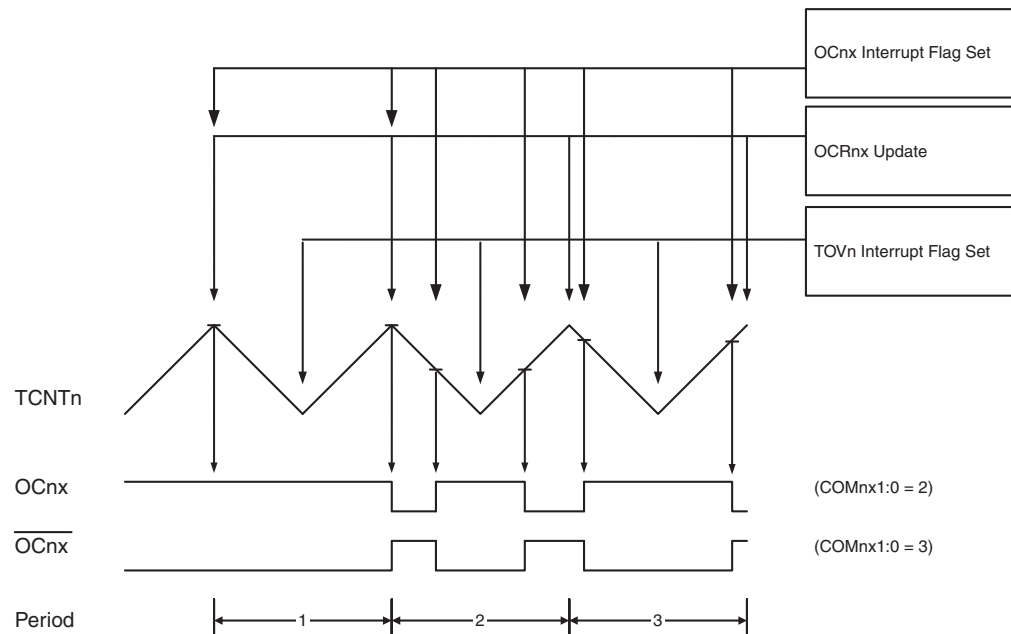 OCnx Interrupt Flag Set
OCRnx Update
TOVn Interrupt Flag Set
TCNTn
OCnx
(COMnx1:0 = 2)
OCnx
(COMnx1:0 = 3)
Period
1
2
3